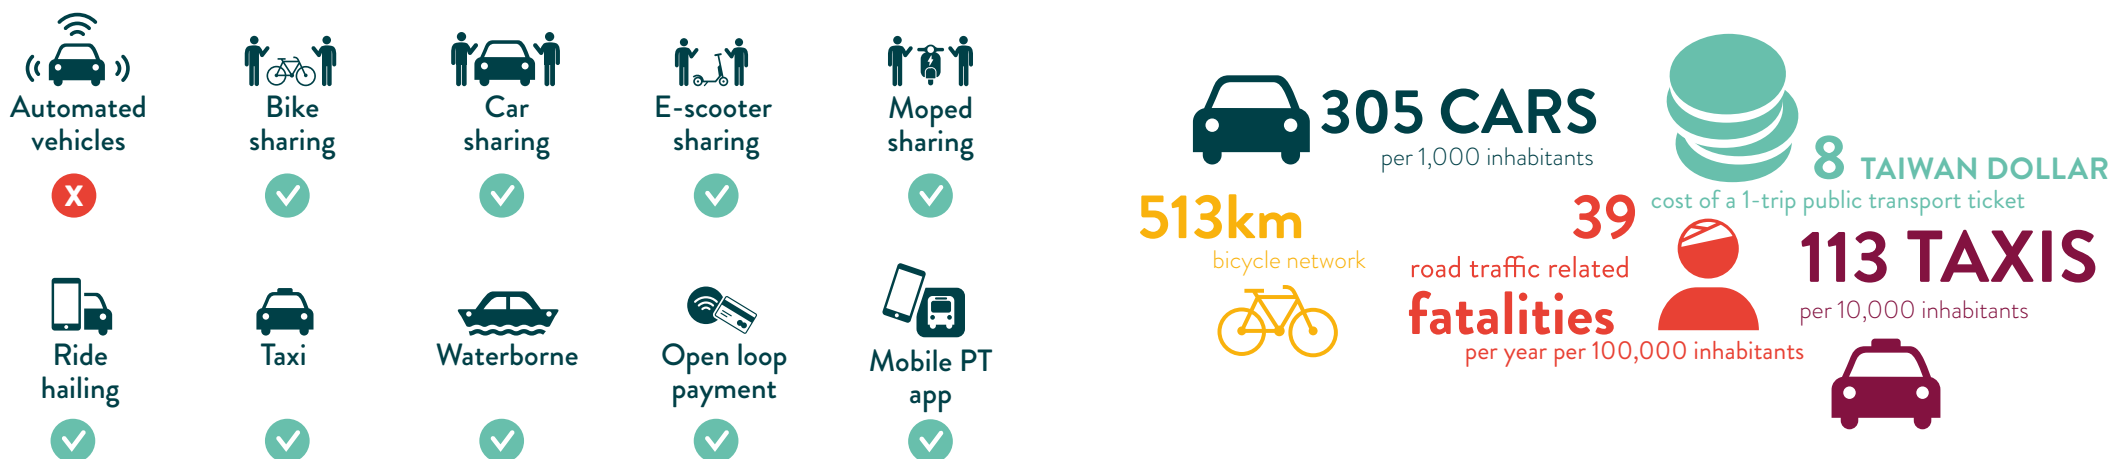 Automated
vehicles
X
Bike
sharing
Car
sharing
E-scooter
sharing
Moped
sharing
Ride
hailing
Taxi
Waterborne
Open loop
payment
Mobile PT
app
305 CARS
per 1,000 inhabitants
8 TAIWAN DOLLAR
cost of a 1-trip public transport ticket
513km
bicycle network
39
road traffic related
fatalities
per year per 100,000 inhabitants
113 TAXIS
per 10,000 inhabitants